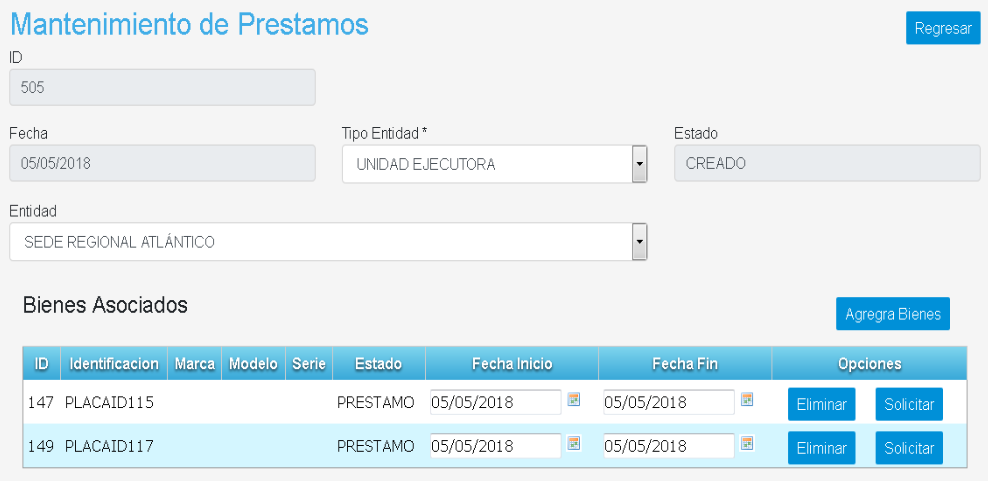 Mantenimiento de Prestamos
Regresar
ID
505
Fecha Tipo Entidad * Estado
05/05/2018 UNIDAD EJECUTORA CREADO
Entidad
SEDE REGIONAL ATLÁNTICO
Bienes Asociados
Agregra Bienes
ID Identificacion Marca Modelo Serie Estado Fecha Inicio Fecha Fin Opciones
147 PLACAID115 PRESTAMO 05/05/2018 05/05/2018 Eliminar Solicitar
149 PLACAID117 PRESTAMO 05/05/2018 05/05/2018 Eliminar Solicitar